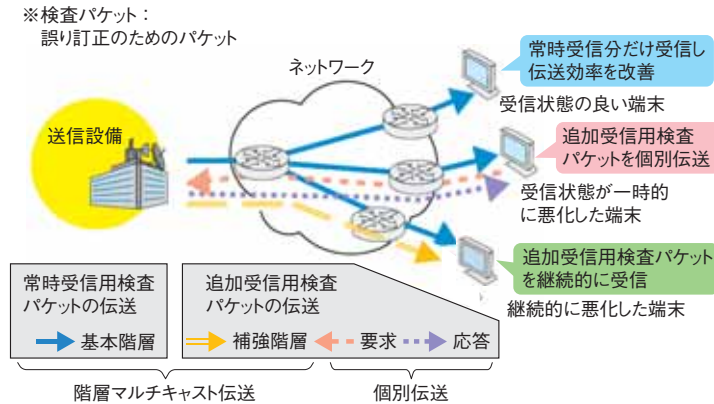 ※検査パケット：
誤り訂正のためのパケット
ネットワーク
送信設備
常時受信分だけ受信し
伝送効率を改善
受信状態の良い端末
追加受信用検査
パケットを個別伝送
受信状態が一時的
に悪化した端末
追加受信用検査パケット
を継続的に受信
継続的に悪化した端末
常時受信用検査
パケットの伝送
基本階層
追加受信用検査
パケットの伝送
補強階層
要求
応答
階層マルチキャスト伝送
個別伝送